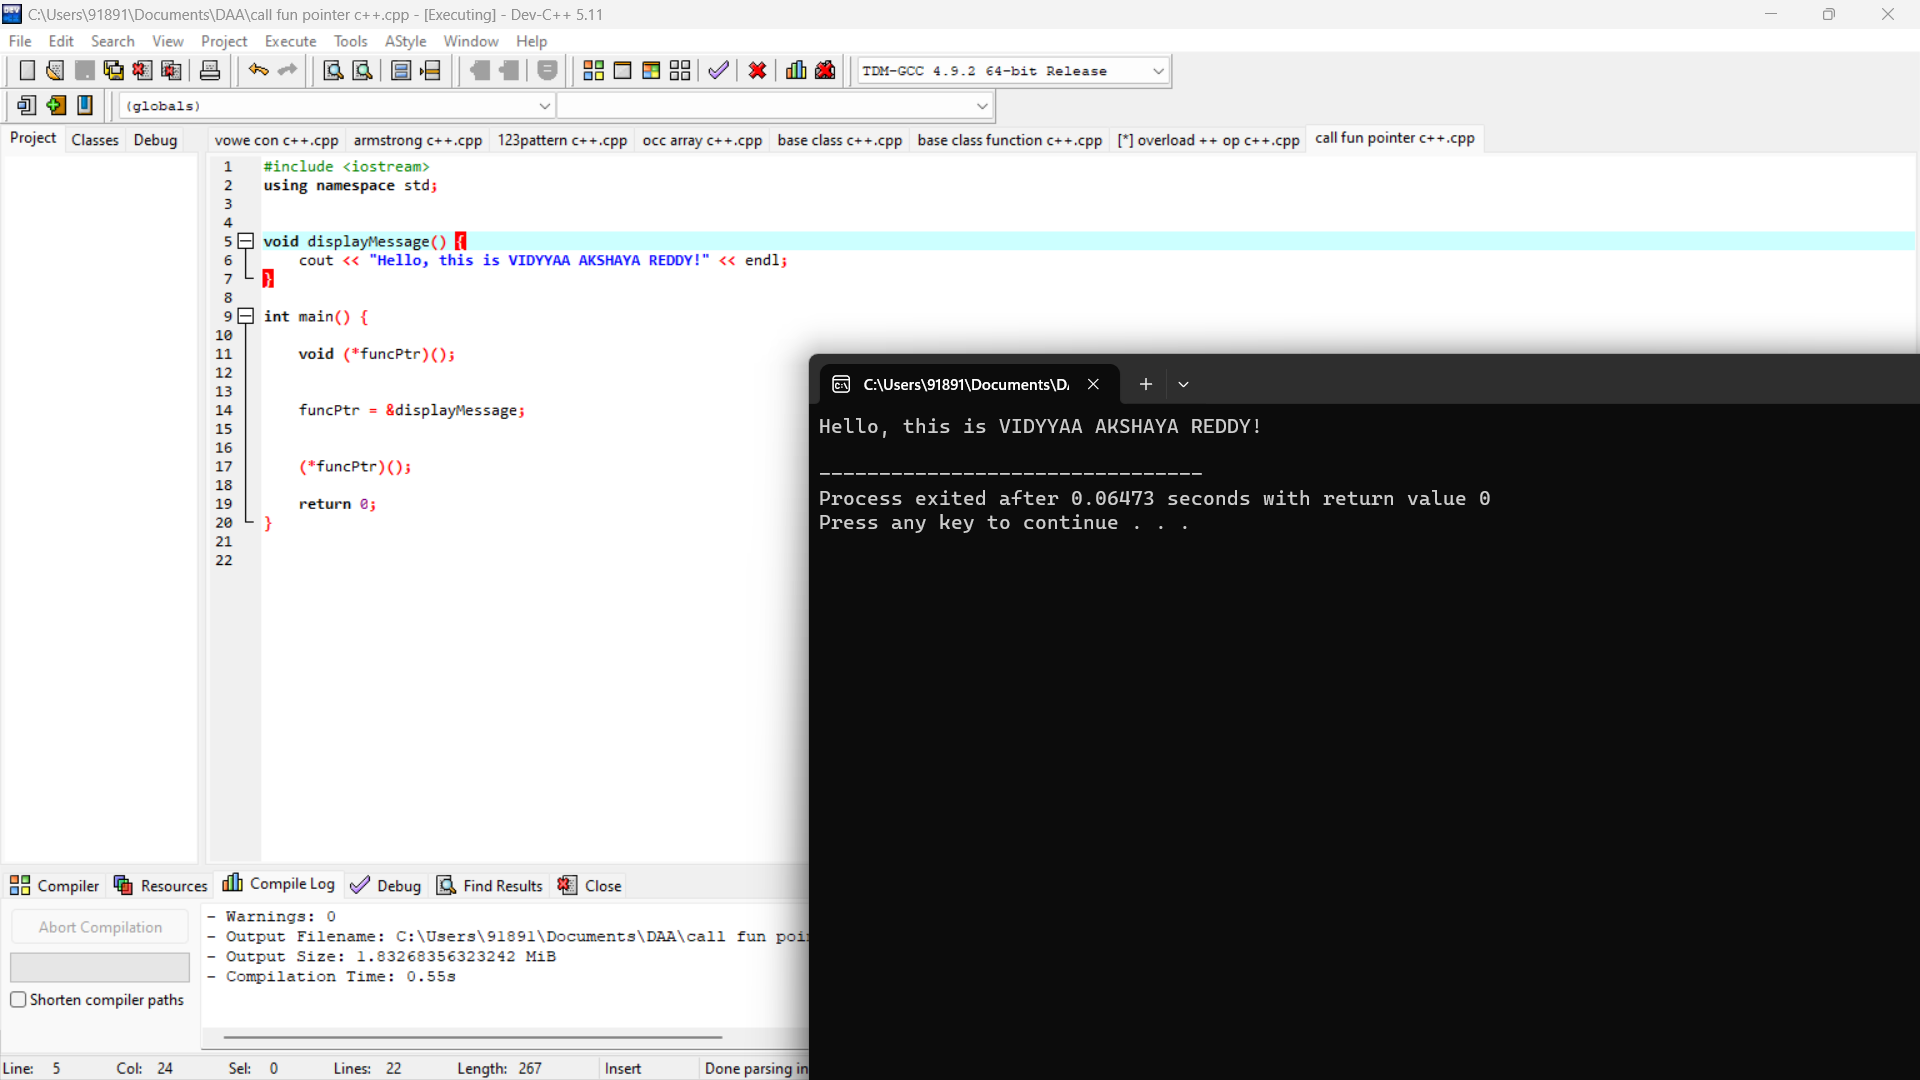 C:\Users\91891\Documents\DAA\call fun pointer c++.cpp - [Executing] - Dev-C++ 5.11
File Edit Search View Project Execute Tools AStyle Window Help
TDM-GCC 4.9.2 64-bit Release
(globals)
Project Classes Debug
vowe con c++.cpp armstrong c++.cpp 123pattern c++.cpp occ array c++.cpp base class c++.cpp base class function c++.cpp [*] overload ++ op c++.cpp call fun pointer c++.cpp
1 #include <iostream>
2 using namespace std;
3
4
5 void displayMessage() {
6 cout << "Hello, this is VIDYYAA AKSHAYA REDDY!" << endl;
7 }
8
9 int main() {
10
11 void (*funcPtr)();
12
13
14 funcPtr = &displayMessage;
15
16
17 (*funcPtr)();
18
19 return 0;
20 }
21
22
C:\Users\91891\Documents\D
Hello, this is VIDYYAA AKSHAYA REDDY!
--------------------------------
Process exited after 0.06473 seconds with return value 0
Press any key to continue . . .
Compiler Resources Compile Log Debug Find Results Close
Abort Compilation
Shorten compiler paths
- Warnings: 0
- Output Filename: C:\Users\91891\Documents\DAA\call fun poi
- Output Size: 1.83268356323242 MiB
- Compilation Time: 0.55s
Line: 5 Col: 24 Sel: 0 Lines: 22 Length: 267 Insert Done parsing in